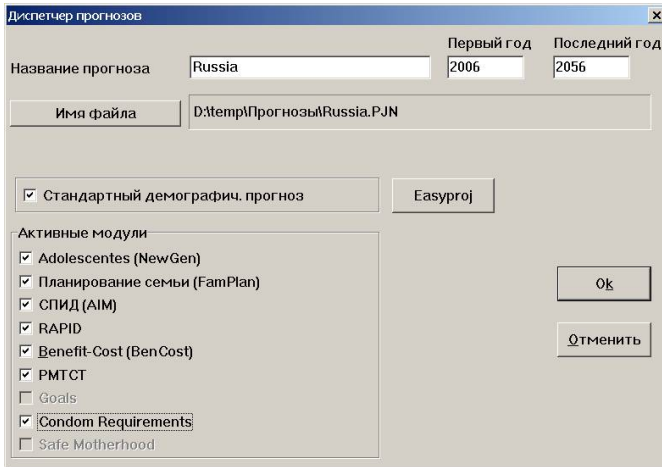 Диспетчер прогнозов
Первый год Последний год
Название прогноза Russia 2006 2056
Имя файла D:\temp\Прогнозы\Russia.PJN
Стандартный демографич. прогноз Easyproj
Активные модули
Adolescentes (NewGen)
Планирование семьи (FamPlan)
СПИД (AIM)
Ok
RAPID
Benefit-Cost (BenCost)
Отменить
PMTCT
Goals
Condom Requirements
Safe Motherhood